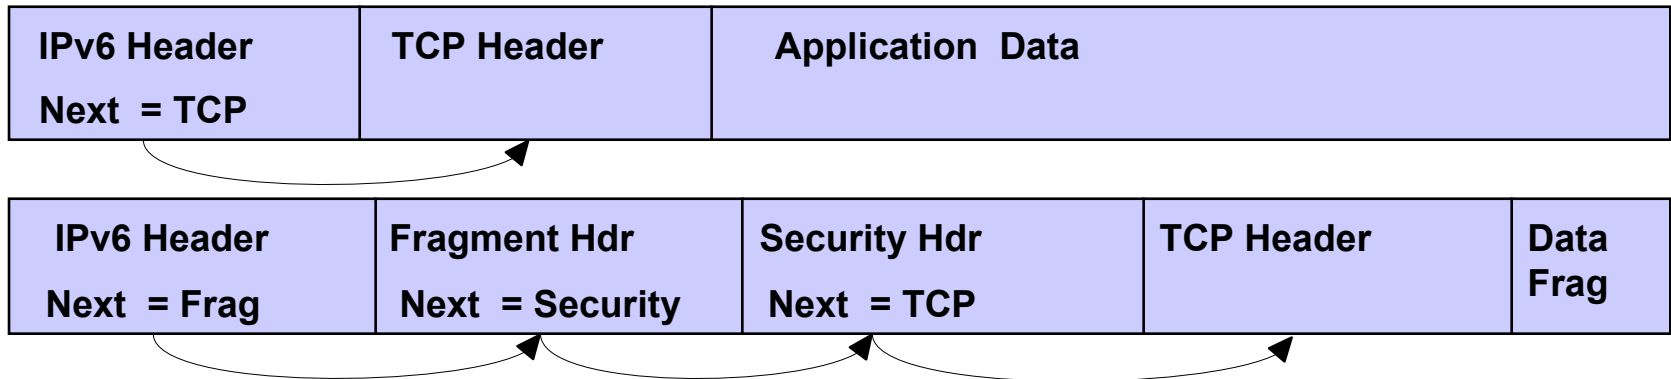 IPv6 Header
Next = TCP
TCP Header
Application Data
IPv6 Header
Next = Frag
Fragment Hdr
Next = Security
Security Hdr
Next = TCP
TCP Header
Data
Frag